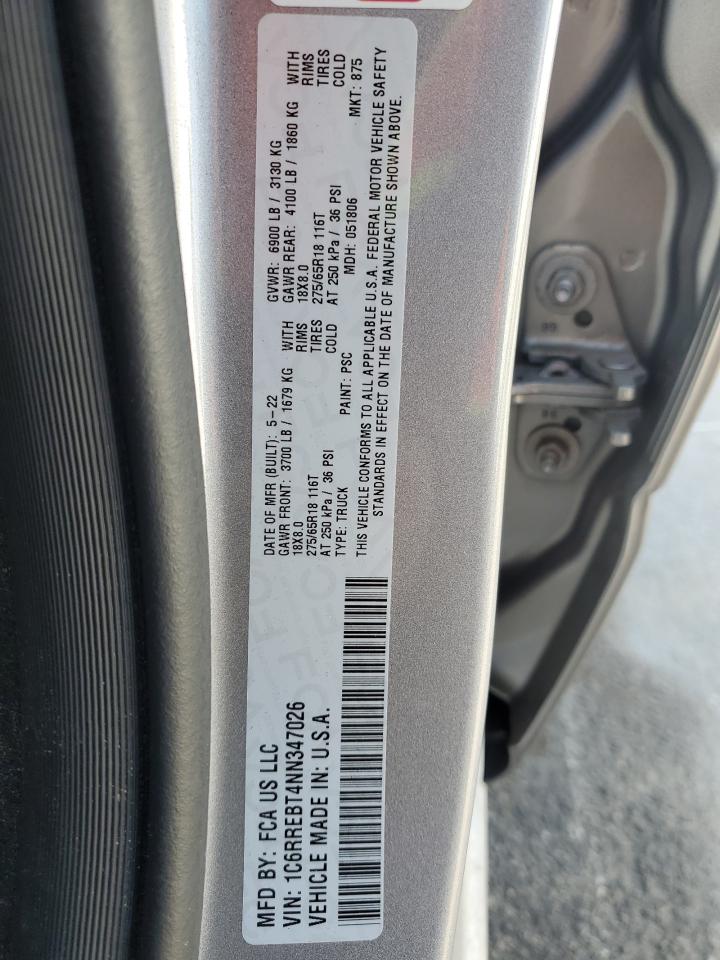 MFD BY: FCA US LLC
VIN: 1C6RREBT4NN347026
VEHICLE MADE IN: U.S.A.
DATE OF MFR (BUILT): 5-22
GAWR FRONT: 3700 LB / 1679 KG WITH
18X8.0 RIMS
275/65R18 116T TIRES
AT 250 kPa / 36 PSI COLD
TYPE: TRUCK PAINT: PSC
GVWR: 6900 LB / 3130 KG
GAWR REAR: 4100 LB / 1860 KG WITH
18X8.0 RIMS
275/65R18 116T TIRES
AT 250 kPa / 36 PSI COLD
MDH: 051806 MKT: 875
THIS VEHICLE CONFORMS TO ALL APPLICABLE U.S.A. FEDERAL MOTOR VEHICLE SAFETY
STANDARDS IN EFFECT ON THE DATE OF MANUFACTURE SHOWN ABOVE.